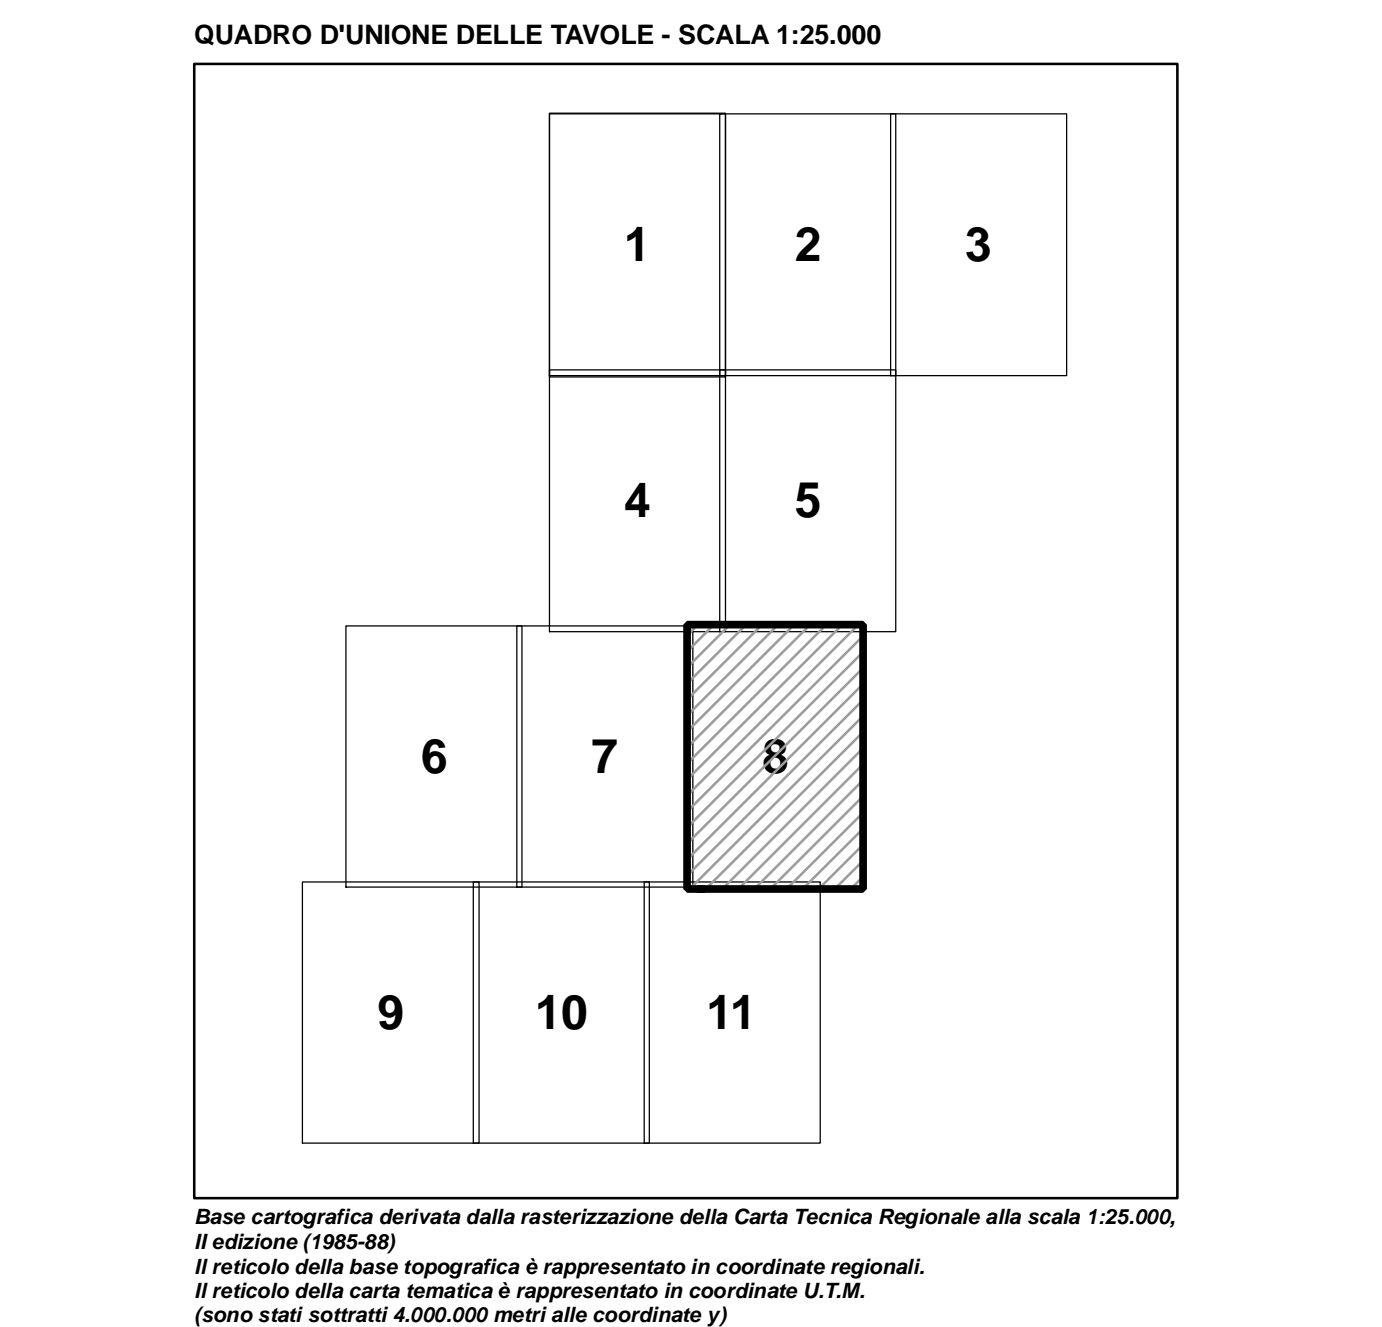 QUADRO D'UNIONE DELLE TAVOLE - SCALA 1:25.000
1
2
3
4
5
6
7
8
9
10
11
Base cartografica derivata dalla rasterizzazione della Carta Tecnica Regionale alla scala 1:25.000,
II edizione (1985-88)
Il reticolo della base topografica è rappresentato in coordinate regionali.
Il reticolo della carta tematica è rappresentato in coordinate U.T.M.
(sono stati sottratti 4.000.000 metri alle coordinate y)